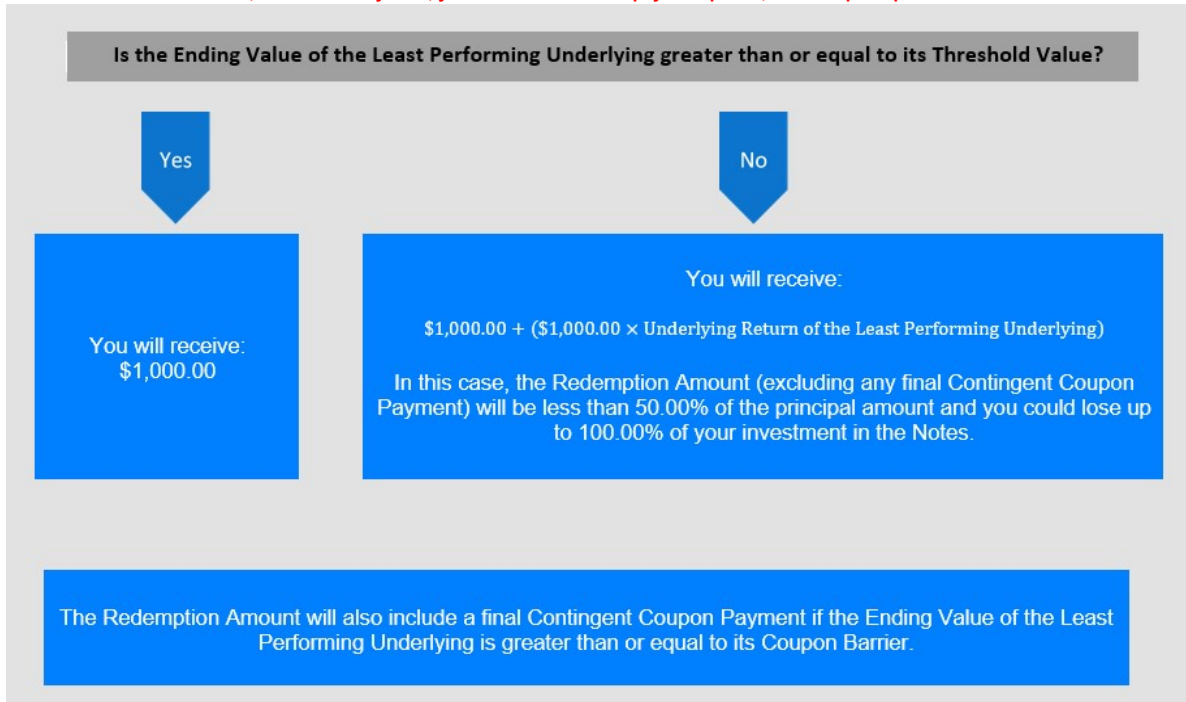 Is the Ending Value of the Least Performing Underlying greater than or equal to its Threshold Value?
Yes
No
You will receive:
$1,000.00
You will receive:
$1,000.00 + ($1,000.00 × Underlying Return of the Least Performing Underlying)
In this case, the Redemption Amount (excluding any final Contingent Coupon
Payment) will be less than 50.00% of the principal amount and you could lose up
to 100.00% of your investment in the Notes.
The Redemption Amount will also include a final Contingent Coupon Payment if the Ending Value of the Least
Performing Underlying is greater than or equal to its Coupon Barrier.